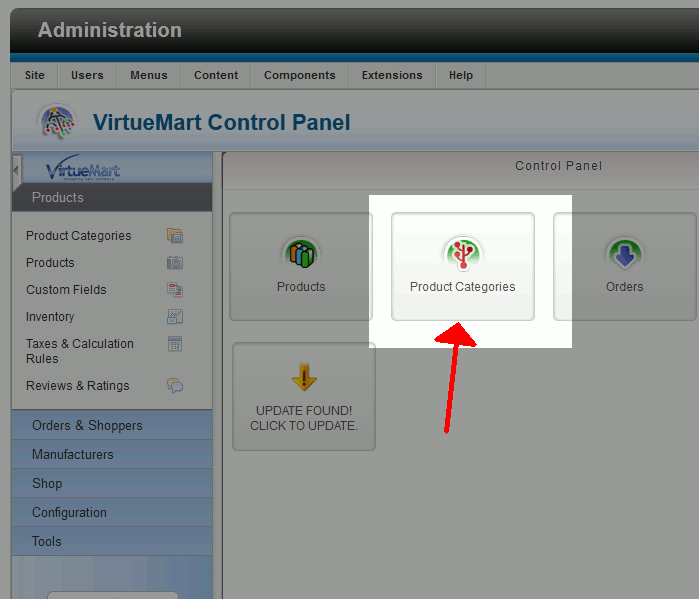 Administration
Site Users Menus Content Components Extensions Help
VirtueMart Control Panel
VirtueMart
Control Panel
Products
Product Categories
Products
Custom Fields
Inventory
Taxes & Calculation
Rules
Reviews & Ratings
Orders & Shoppers
Manufacturers
Shop
Configuration
Tools
Products
Product Categories
Orders
UPDATE FOUND!
CLICK TO UPDATE.